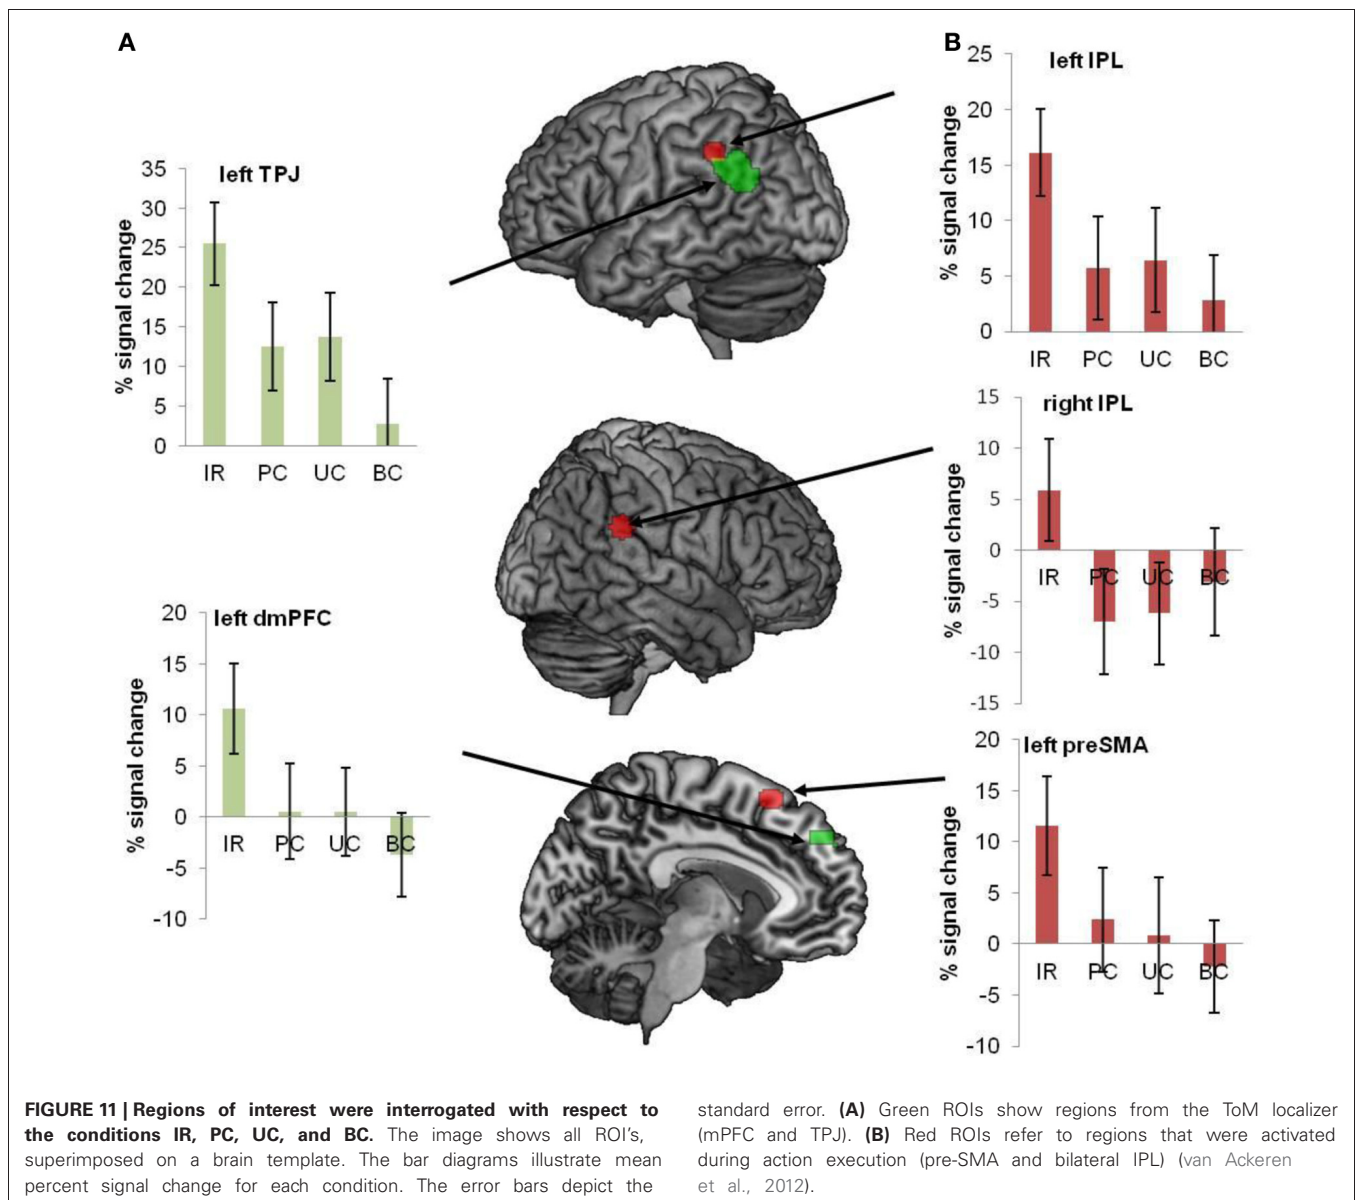 A
B
left TPJ
% signal change
35
30
25
20
15
10
5
0
IR PC UC BC
left dmPFC
% signal change
20
15
10
5
0
-5
-10
IR PC UC BC
left IPL
% signal change
25
20
15
10
5
0
IR PC UC BC
right IPL
% signal change
15
10
5
0
-5
-10
-15
IR PC UC BC
left preSMA
% signal change
20
15
10
5
0
-5
-10
IR PC UC BC
FIGURE 11 | Regions of interest were interrogated with respect to
the conditions IR, PC, UC, and BC. The image shows all ROI's,
superimposed on a brain template. The bar diagrams illustrate mean
percent signal change for each condition. The error bars depict the
standard error. (A) Green ROIs show regions from the ToM localizer
(mPFC and TPJ). (B) Red ROIs refer to regions that were activated
during action execution (pre-SMA and bilateral IPL) (van Ackeren
et al., 2012).